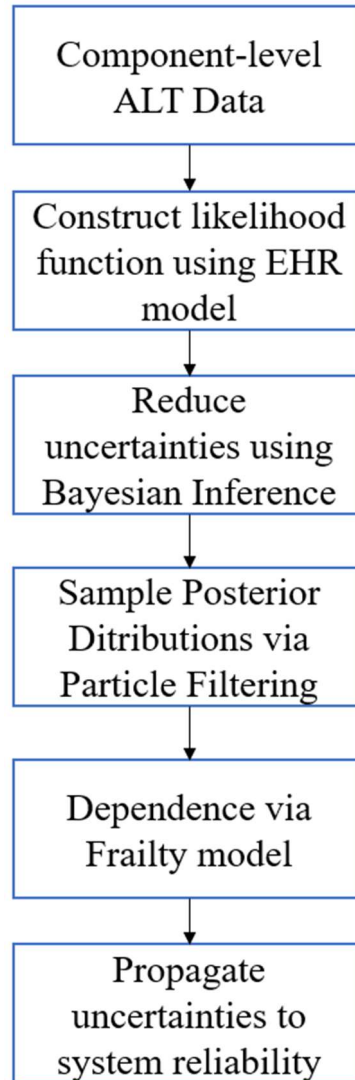 Component-level
ALT Data
Construct likelihood
function using EHR
model
Reduce
uncertainties using
Bayesian Inference
Sample Posterior
Ditributions via
Particle Filtering
Dependence via
Frailty model
Propagate
uncertainties to
system reliability